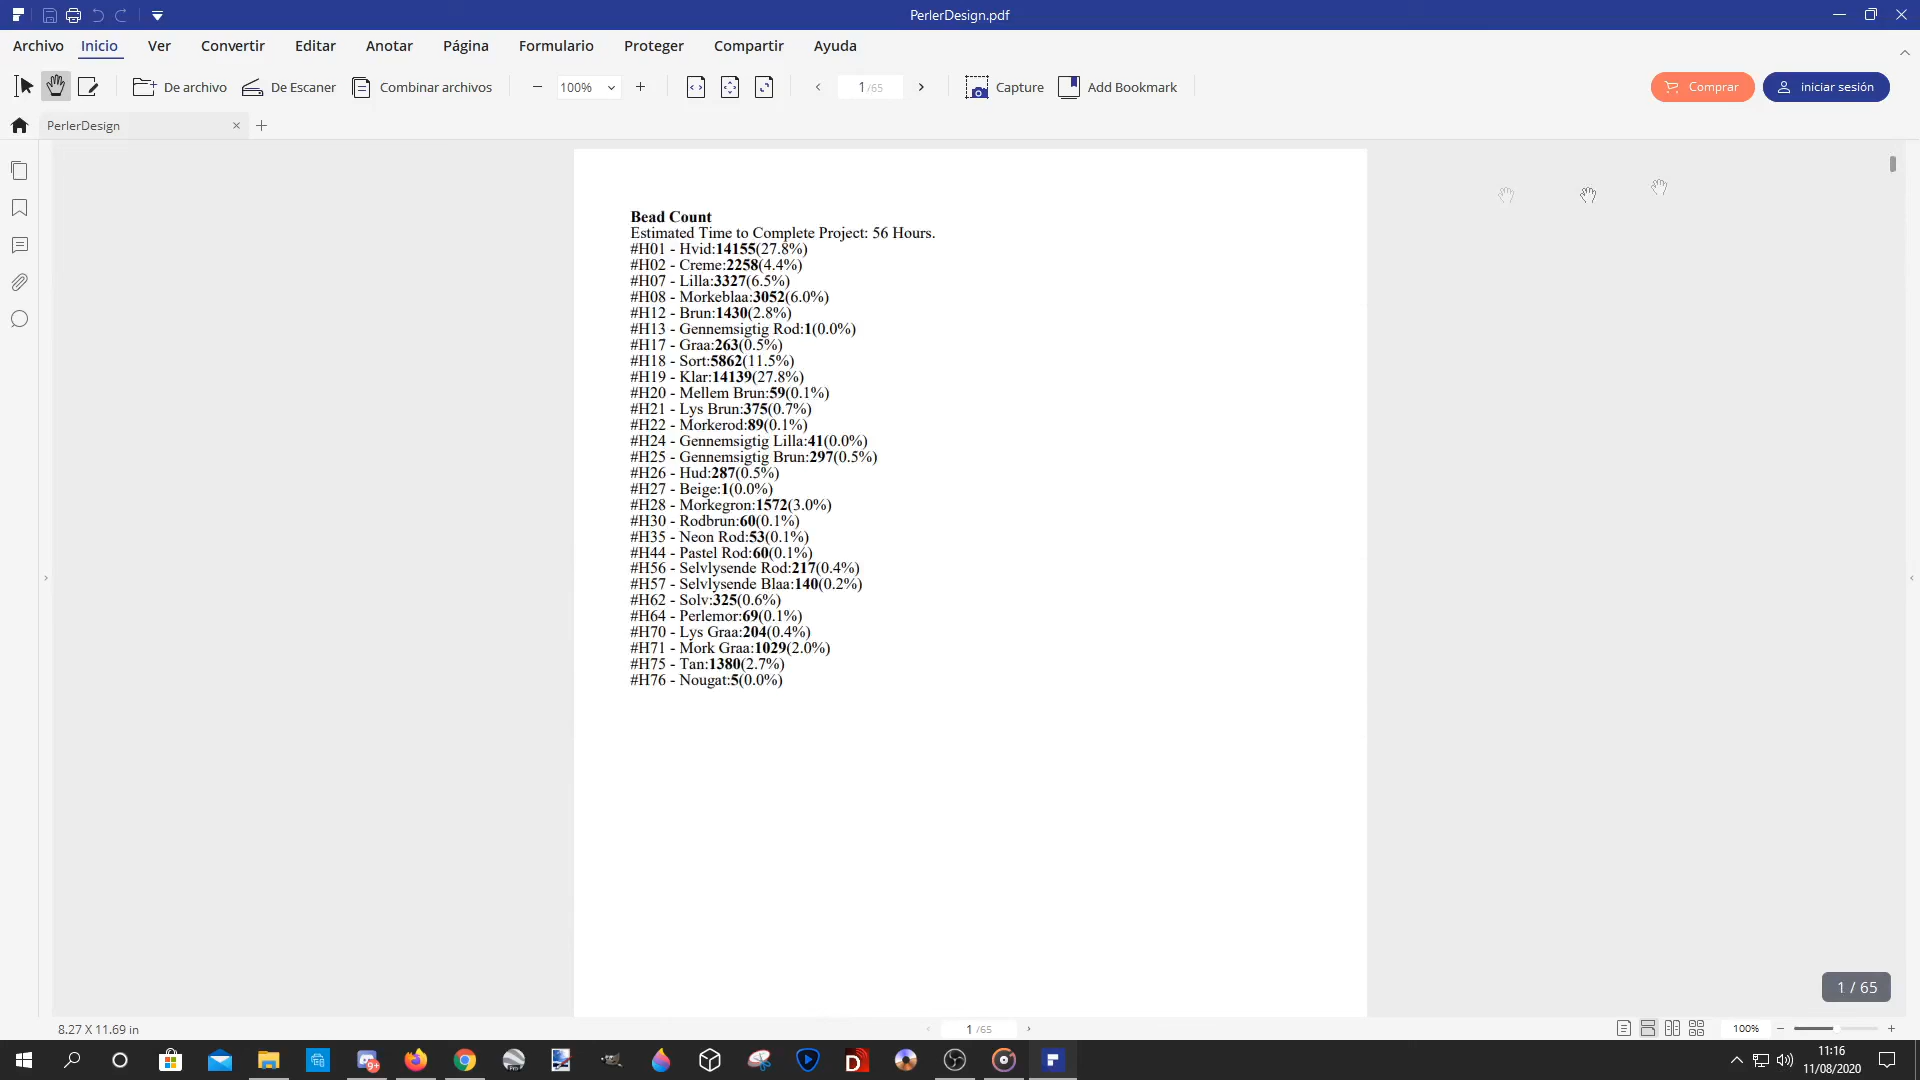 PerlerDesign.pdf
Archivo Inicio Ver Convertir Editar Anotar Página Formulario Proteger Compartir Ayuda
De archivo De Escaner Combinar archivos 100% 1 /65 Capture Add Bookmark Comprar iniciar sesión
PerlerDesign
Bead Count
Estimated Time to Complete Project: 56 Hours.
#H01 - Hvid:14155(27.8%)
#H02 - Creme:2258(4.4%)
#H07 - Lilla:3327(6.5%)
#H08 - Morkeblaa:3052(6.0%)
#H12 - Brun:1430(2.8%)
#H13 - Gennemsigtig Rod:1(0.0%)
#H17 - Graa:263(0.5%)
#H18 - Sort:5862(11.5%)
#H19 - Klar:14139(27.8%)
#H20 - Mellem Brun:59(0.1%)
#H21 - Lys Brun:375(0.7%)
#H22 - Morkerod:89(0.1%)
#H24 - Gennemsigtig Lilla:41(0.0%)
#H25 - Gennemsigtig Brun:297(0.5%)
#H26 - Hud:287(0.5%)
#H27 - Beige:1(0.0%)
#H28 - Morkegron:1572(3.0%)
#H30 - Rodbrun:60(0.1%)
#H35 - Neon Rod:53(0.1%)
#H44 - Pastel Rod:60(0.1%)
#H56 - Selvlysende Rod:217(0.4%)
#H57 - Selvlysende Blaa:140(0.2%)
#H62 - Solv:325(0.6%)
#H64 - Perlemor:69(0.1%)
#H70 - Lys Graa:204(0.4%)
#H71 - Mork Graa:1029(2.0%)
#H75 - Tan:1380(2.7%)
#H76 - Nougat:5(0.0%)
1 / 65
8.27 X 11.69 in 1 /65 100%
9+ Pro D 11:16
11/08/2020